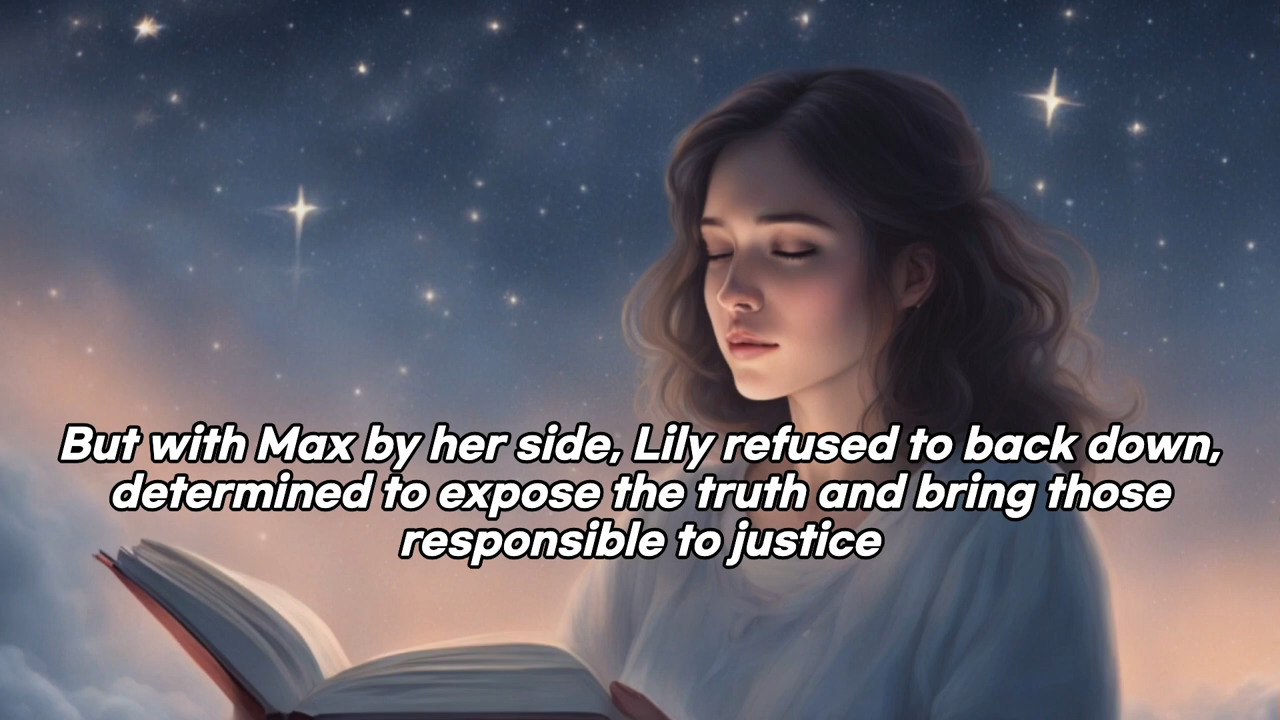 But with Max by her side, Lily refused to back down,
determined to expose the truth and bring those
responsible to justice